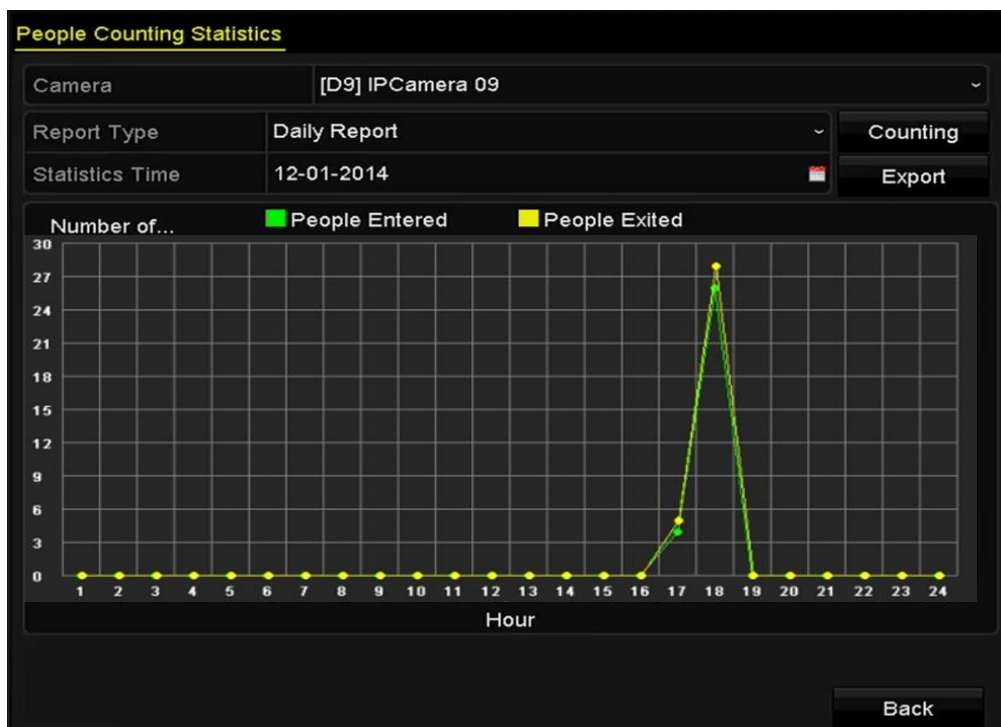 People Counting Statistics
Camera [D9] IPCamera 09
Report Type Daily Report Counting
Statistics Time 12-01-2014 Export
Number of... People Entered People Exited
30
27
24
21
18
15
12
9
6
3
0
1 2 3 4 5 6 7 8 9 10 11 12 13 14 15 16 17 18 19 20 21 22 23 24
Hour
Back